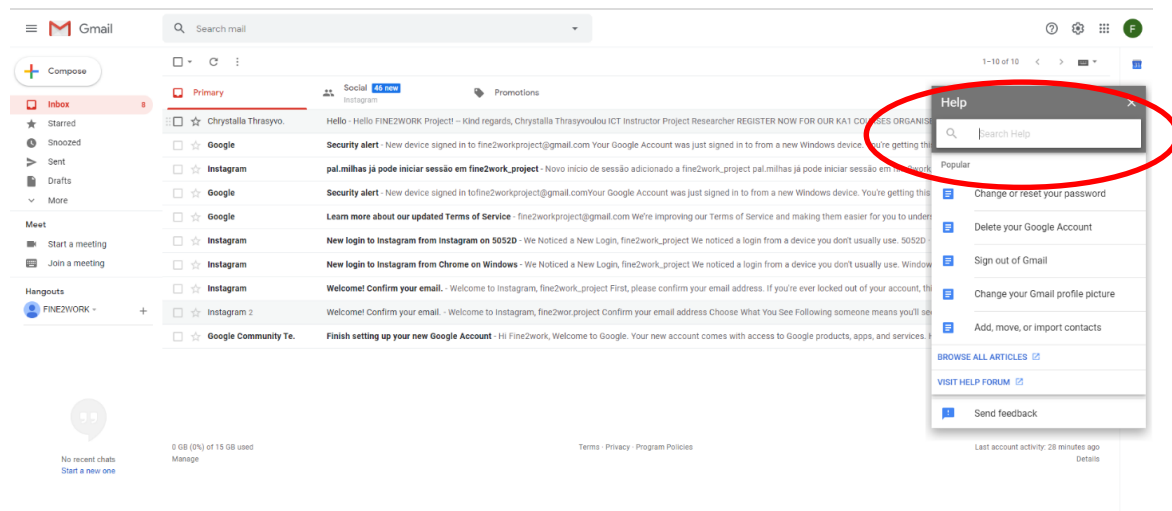 Gmail
Search mail
F
Compose
1–10 of 10
Inbox 8
Starred
Snoozed
Sent
Drafts
More
Meet
Start a meeting
Join a meeting
Hangouts
FINE2WORK
No recent chats
Start a new one
Primary
Social 46 new
Instagram
Promotions
Chrystalla Thrasyvo. Hello - Hello FINE2WORK Project! -- Kind regards, Chrystalla Thrasyvoulou ICT Instructor Project Researcher REGISTER NOW FOR OUR KA1 COURSES ORGANIS
Google Security alert - New device signed in to fine2workproject@gmail.com Your Google Account was just signed in to from a new Windows device. You're getting thi
Instagram pal.milhas já pode iniciar sessão em fine2work_project - Novo início de sessão adicionado a fine2work_project pal.milhas já pode iniciar sessão em fine2work
Google Security alert - New device signed in tofine2workproject@gmail.comYour Google Account was just signed in to from a new Windows device. You're getting this
Google Learn more about our updated Terms of Service - fine2workproject@gmail.com We're improving our Terms of Service and making them easier for you to under
Instagram New login to Instagram from Instagram on 5052D - We Noticed a New Login, fine2work_project We noticed a login from a device you don't usually use. 5052D -
Instagram New login to Instagram from Chrome on Windows - We Noticed a New Login, fine2work_project We noticed a login from a device you don't usually use. Window
Instagram Welcome! Confirm your email. - Welcome to Instagram, fine2work_project First, please confirm your email address. If you're ever locked out of your account, thi
Instagram 2 Welcome! Confirm your email. - Welcome to Instagram, fine2wor.project Confirm your email address Choose What You See Following someone means you'll see
Google Community Te. Finish setting up your new Google Account - Hi Fine2work, Welcome to Google. Your new account comes with access to Google products, apps, and services.
0 GB (0%) of 15 GB used
Manage
Terms · Privacy · Program Policies
Last account activity: 28 minutes ago
Details
Help
Search Help
Popular
Change or reset your password
Delete your Google Account
Sign out of Gmail
Change your Gmail profile picture
Add, move, or import contacts
BROWSE ALL ARTICLES
VISIT HELP FORUM
Send feedback